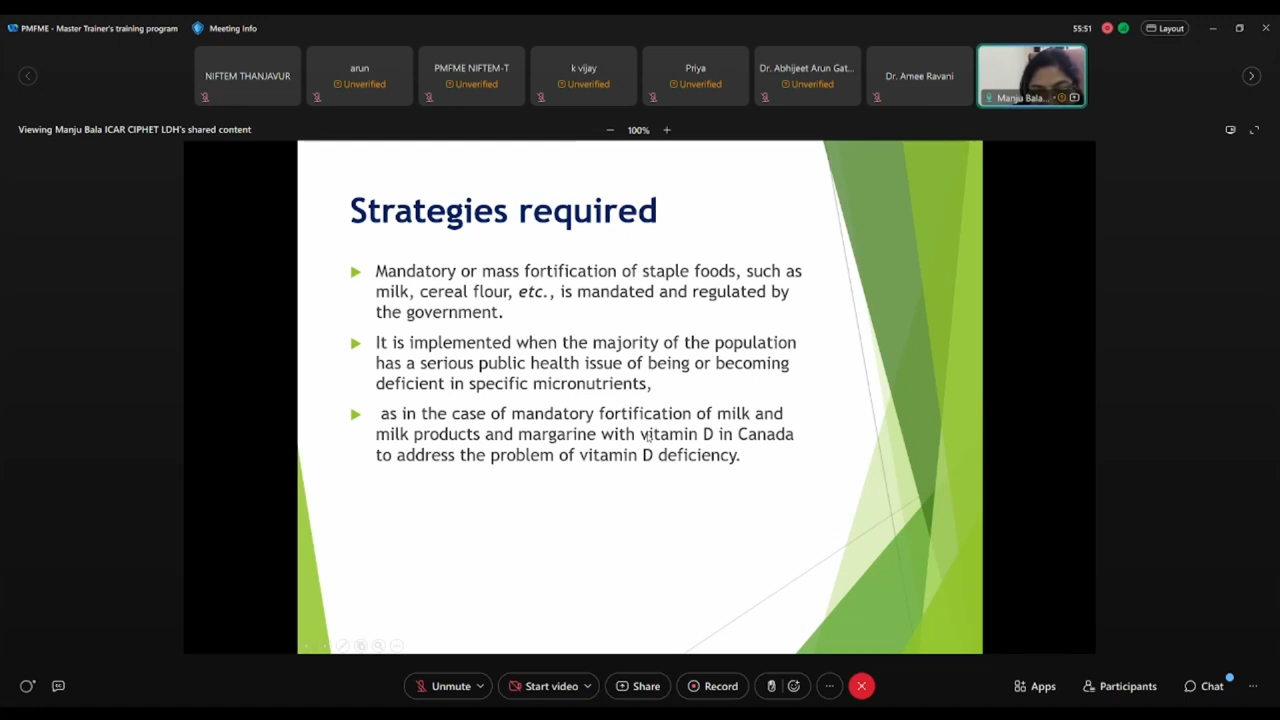 PMFME - Master Trainer's training program
Meeting Info
55:51
Layout
NIFTEM THANJAVUR
arun
Unverified
PMFME NIFTEM-T
Unverified
k vijay
Unverified
Priya
Unverified
Dr. Abhijeet Arun Gat...
Unverified
Dr. Amee Ravani
Manju Bala...
Viewing Manju Bala ICAR CIPHET LDH's shared content
100%
Strategies required
Mandatory or mass fortification of staple foods, such as
milk, cereal flour, etc., is mandated and regulated by
the government.
It is implemented when the majority of the population
has a serious public health issue of being or becoming
deficient in specific micronutrients,
as in the case of mandatory fortification of milk and
milk products and margarine with vitamin D in Canada
to address the problem of vitamin D deficiency.
Unmute
Start video
Share
Record
Apps
Participants
Chat